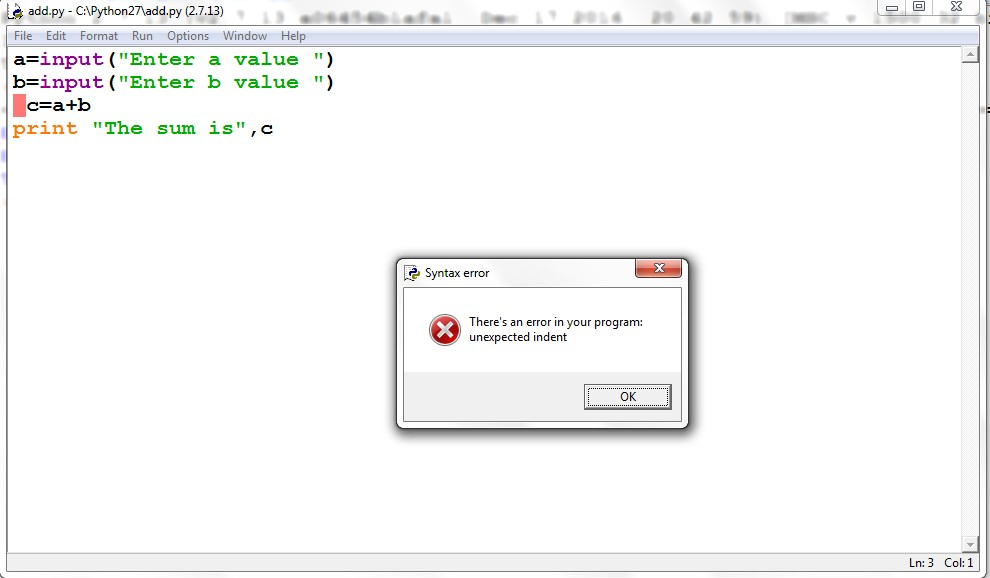 add.py - C:\Python27\add.py (2.7.13)
File Edit Format Run Options Window Help
a=input("Enter a value ")
b=input("Enter b value ")
 c=a+b
print "The sum is",c
Syntax error
There's an error in your program:
unexpected indent
OK
Ln: 3 Col: 1